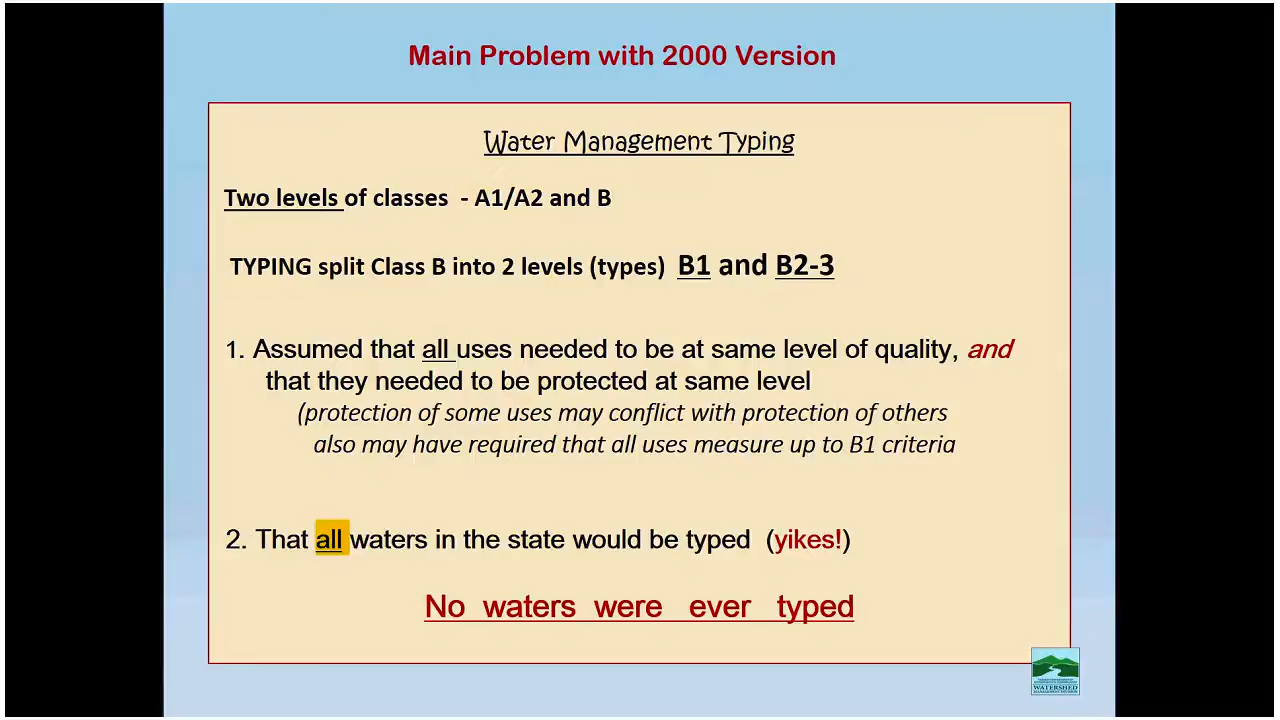 Main Problem with 2000 Version
Water Management Typing
Two levels of classes - A1/A2 and B
TYPING split Class B into 2 levels (types) B1 and B2-3
1. Assumed that all uses needed to be at same level of quality, and
that they needed to be protected at same level
(protection of some uses may conflict with protection of others
also may have required that all uses measure up to B1 criteria
2. That all waters in the state would be typed (yikes!)
No waters were ever typed
WATERSHED